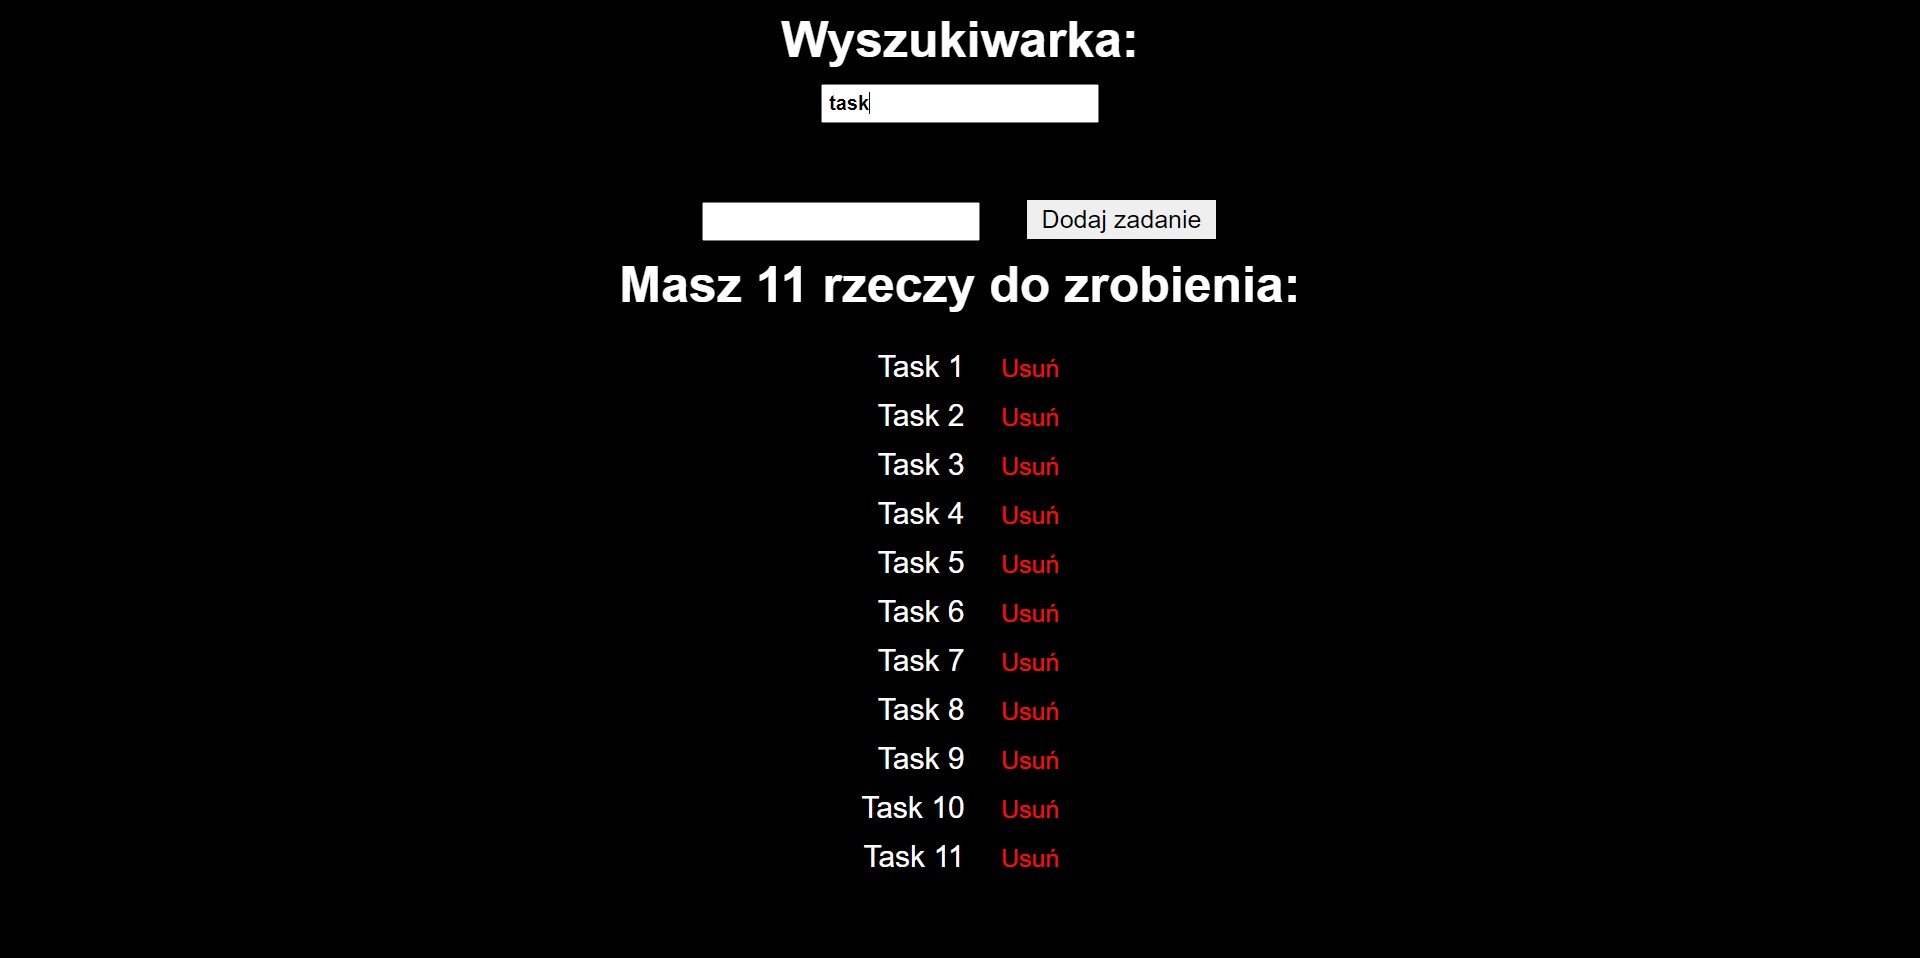 Wyszukiwarka:
task
Dodaj zadanie
Masz 11 rzeczy do zrobienia:
Task 1 Usuń
Task 2 Usuń
Task 3 Usuń
Task 4 Usuń
Task 5 Usuń
Task 6 Usuń
Task 7 Usuń
Task 8 Usuń
Task 9 Usuń
Task 10 Usuń
Task 11 Usuń